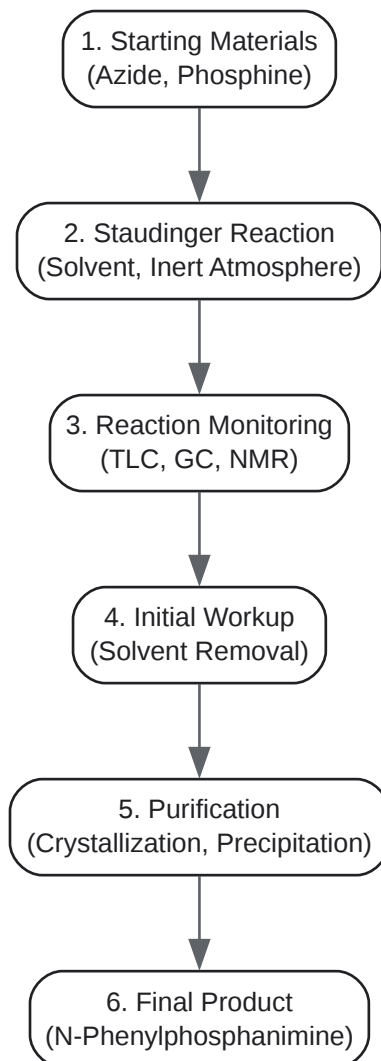 1. Starting Materials
(Azide, Phosphine)
2. Staudinger Reaction
(Solvent, Inert Atmosphere)
3. Reaction Monitoring
(TLC, GC, NMR)
4. Initial Workup
(Solvent Removal)
5. Purification
(Crystallization, Precipitation)
6. Final Product
(N-Phenylphosphanimine)